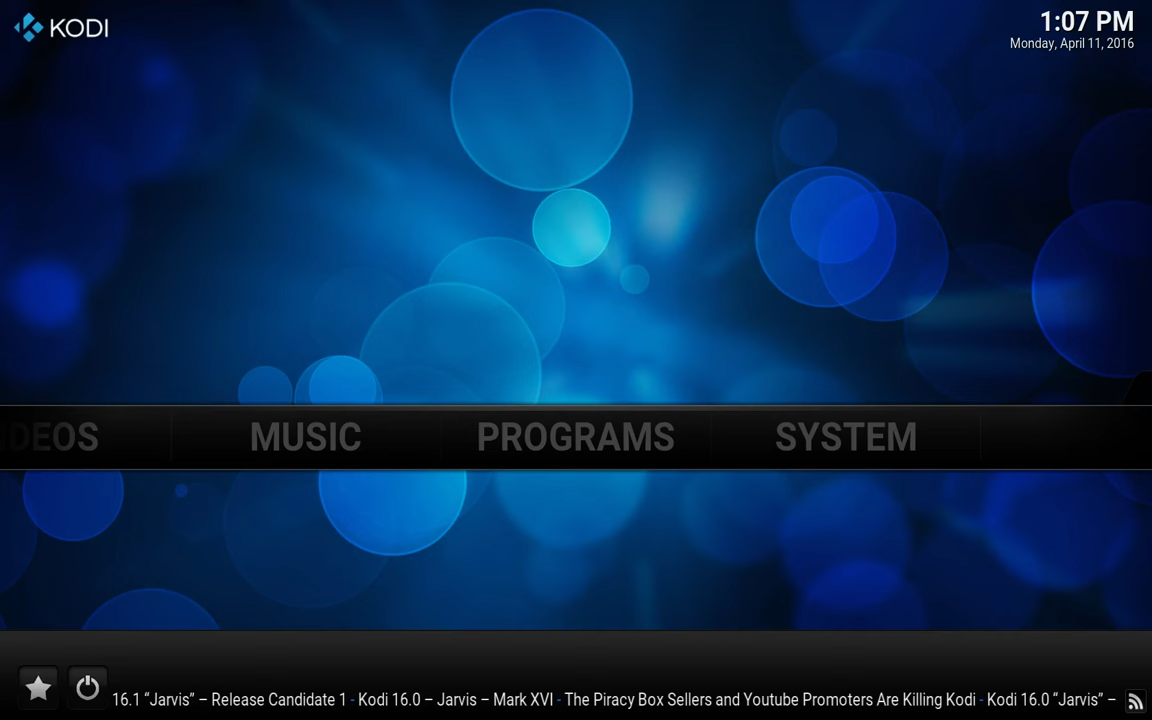 KODI
1:07 PM
Monday, April 11, 2016
DEOS MUSIC PROGRAMS SYSTEM
16.1 “Jarvis” – Release Candidate 1 - Kodi 16.0 – Jarvis – Mark XVI - The Piracy Box Sellers and Youtube Promoters Are Killing Kodi - Kodi 16.0 “Jarvis” –